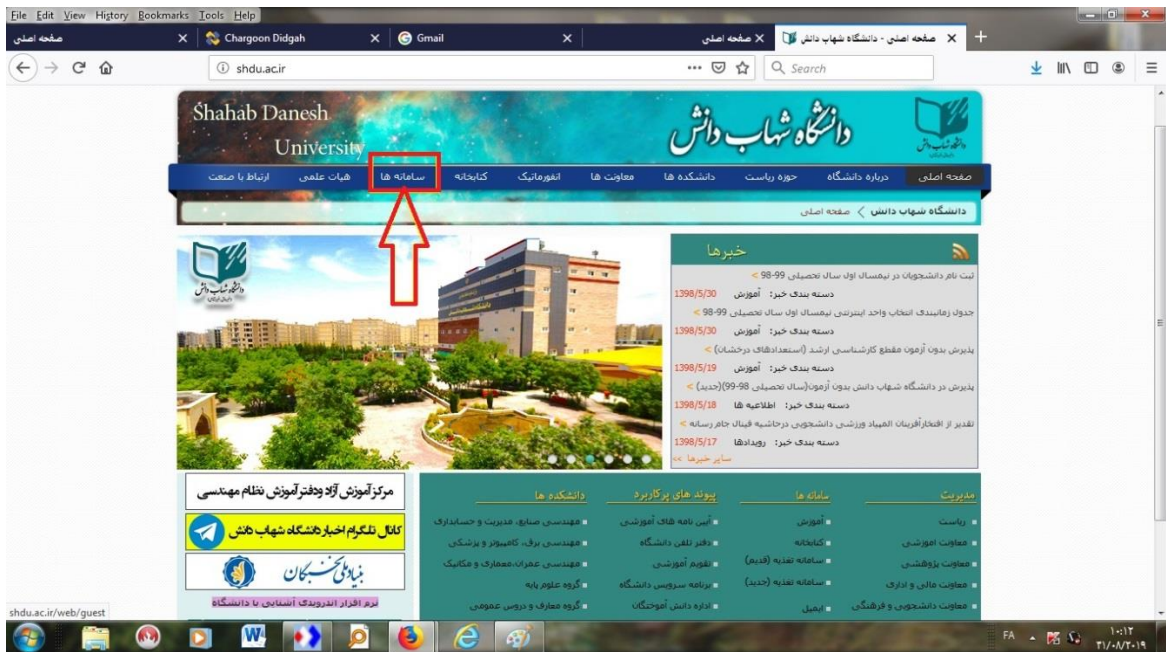 File Edit View History Bookmarks Tools Help
صفحه اصلی
Chargoon Didgah
Gmail
صفحه اصلی
صفحه اصلی - دانشگاه شهاب دانش
shdu.ac.ir
Search
Shahab Danesh
University
دانشگاه شهاب دانش
دانشگاه شهاب دانش
صفحه اصلی درباره دانشگاه حوزه ریاست دانشکده ها معاونت ها انفورماتیک کتابخانه سامانه ها هیات علمی ارتباط با صنعت
دانشگاه شهاب دانش > صفحه اصلی
دانشگاه شهاب دانش
خبرها
ثبت نام دانشجویان در نیمسال اول سال تحصیلی 99-98 >
دسته بندی خبر: آموزش 1398/5/30
جدول زمانبندی انتخاب واحد اینترنتی نیمسال اول سال تحصیلی 99-98 >
دسته بندی خبر: آموزش 1398/5/30
پذیرش بدون آزمون مقطع کارشناسی ارشد (استعدادهای درخشان) >
دسته بندی خبر: آموزش 1398/5/19
پذیرش در دانشگاه شهاب دانش بدون آزمون(سال تحصیلی 98-99)(جدید) >
دسته بندی خبر: اطلاعیه ها 1398/5/18
تقدیر از افتخارآفرینان المپیاد ورزشی دانشجویی درحاشیه فینال جام رسانه >
دسته بندی خبر: رویدادها 1398/5/17
سایر خبرها >>
مدیریت
ریاست
معاونت آموزشی
معاونت پژوهشی
معاونت مالی و اداری
معاونت دانشجویی و فرهنگی
سامانه ها
آموزش
کتابخانه
سامانه تغذیه (قدیم)
سامانه تغذیه (جدید)
ایمیل
پیوند های پرکاربرد
آیین نامه های آموزشی
دفتر تلفن دانشگاه
تقویم آموزشی
برنامه سرویس دانشگاه
اداره دانش آموختگان
دانشکده ها
مهندسی صنایع، مدیریت و حسابداری
مهندسی برق، کامپیوتر و پزشکی
مهندسی عمران،معماری و مکانیک
گروه علوم پایه
گروه معارف و دروس عمومی
مرکز آموزش آزاد ودفتر آموزش نظام مهندسی
کانال تلگرام اخبار دانشگاه شهاب دانش
بنیاد ملی نخبگان
نرم افزار اندرویدی آشنایی با دانشگاه
shdu.ac.ir/web/guest
FA
۱۰:۱۲
۳۱/۰۸/۲۰۱۹